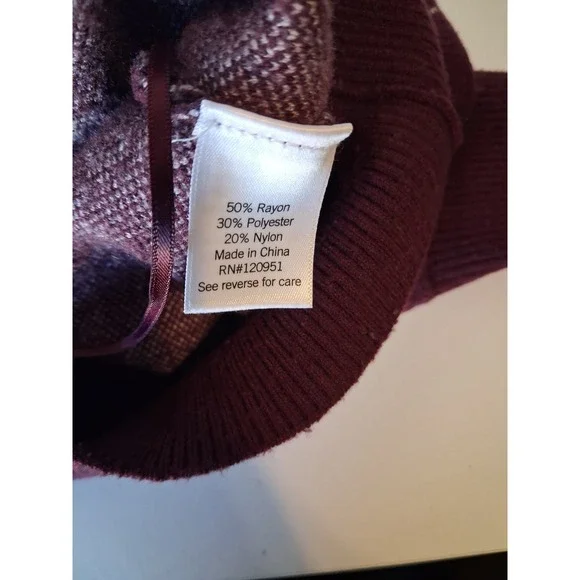 50% Rayon
30% Polyester
20% Nylon
Made in China
RN#120951
See reverse for care